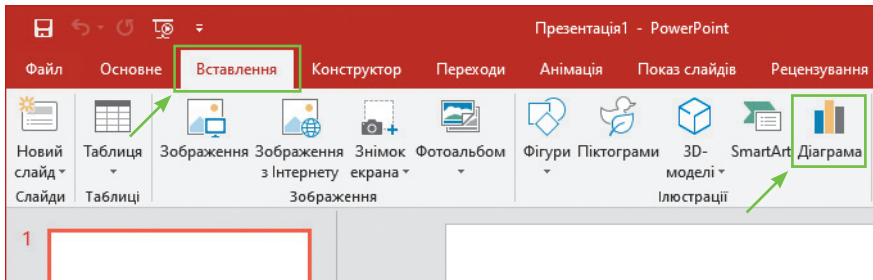 Презентація1 - PowerPoint
Файл Основне Вставлення Конструктор Переходи Анімація Показ слайдів Рецензування
Новий Таблиця Зображення Зображення Знімок Фотоальбом Фігури Піктограми 3D- SmartArt Діаграма
слайд з Інтернету екрана моделі
Слайди Таблиці Зображення Ілюстрації
1